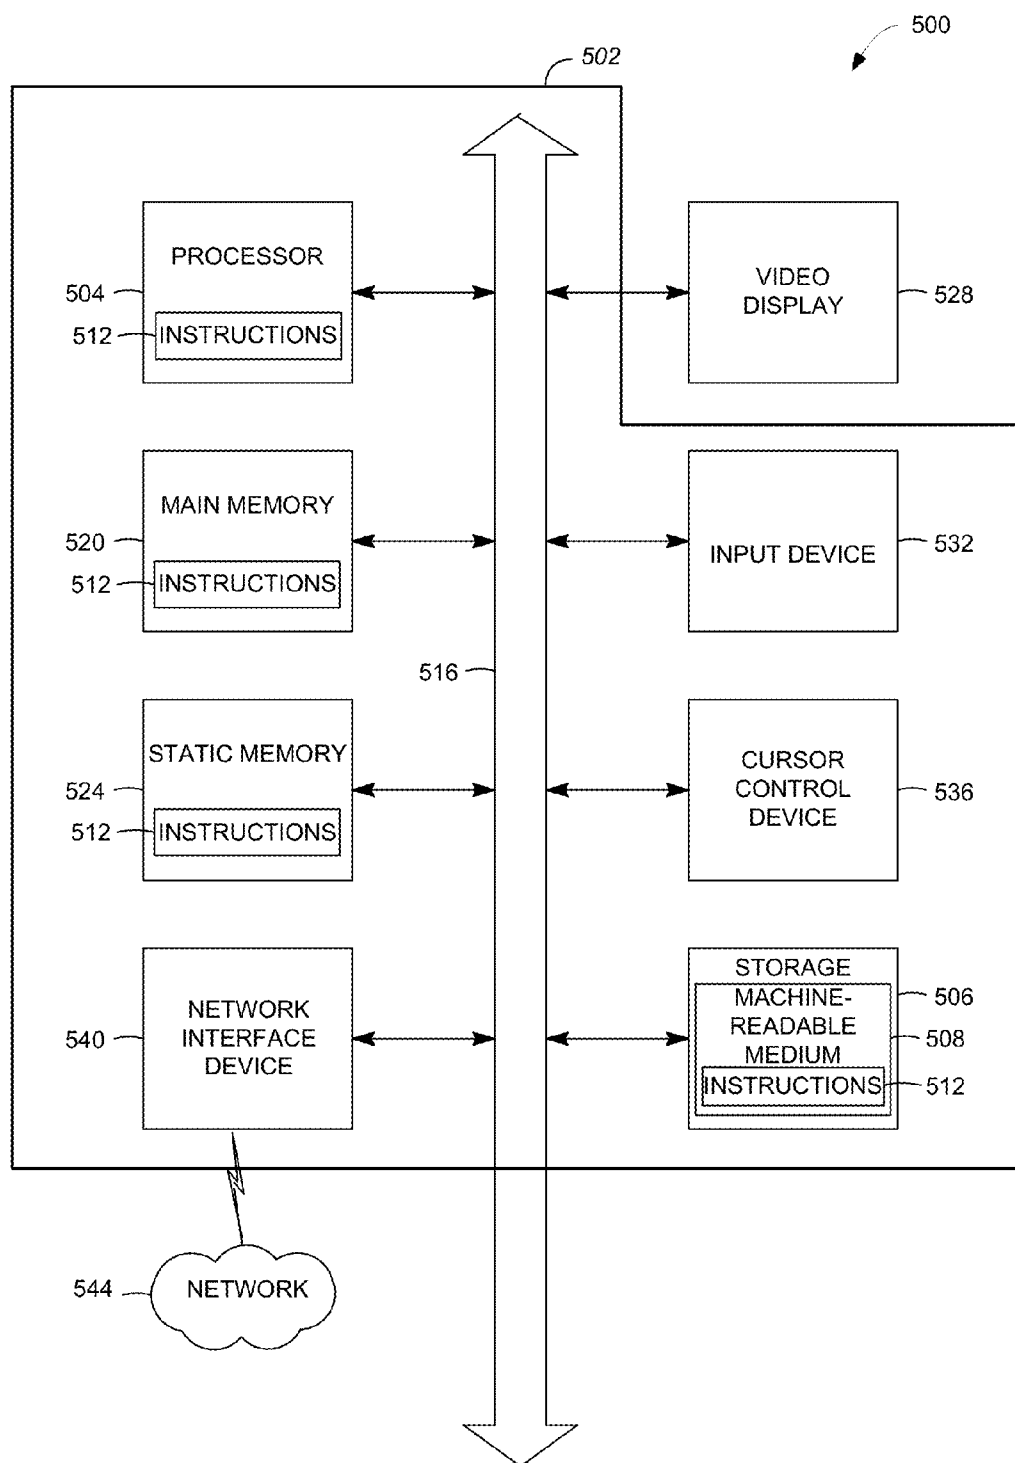 500
502
PROCESSOR
504
512
INSTRUCTIONS
VIDEO
DISPLAY
528
MAIN MEMORY
520
512
INSTRUCTIONS
INPUT DEVICE
532
516
STATIC MEMORY
524
512
INSTRUCTIONS
CURSOR
CONTROL
DEVICE
536
NETWORK
INTERFACE
DEVICE
540
STORAGE
MACHINE-
READABLE
MEDIUM
INSTRUCTIONS
506
508
512
544
NETWORK